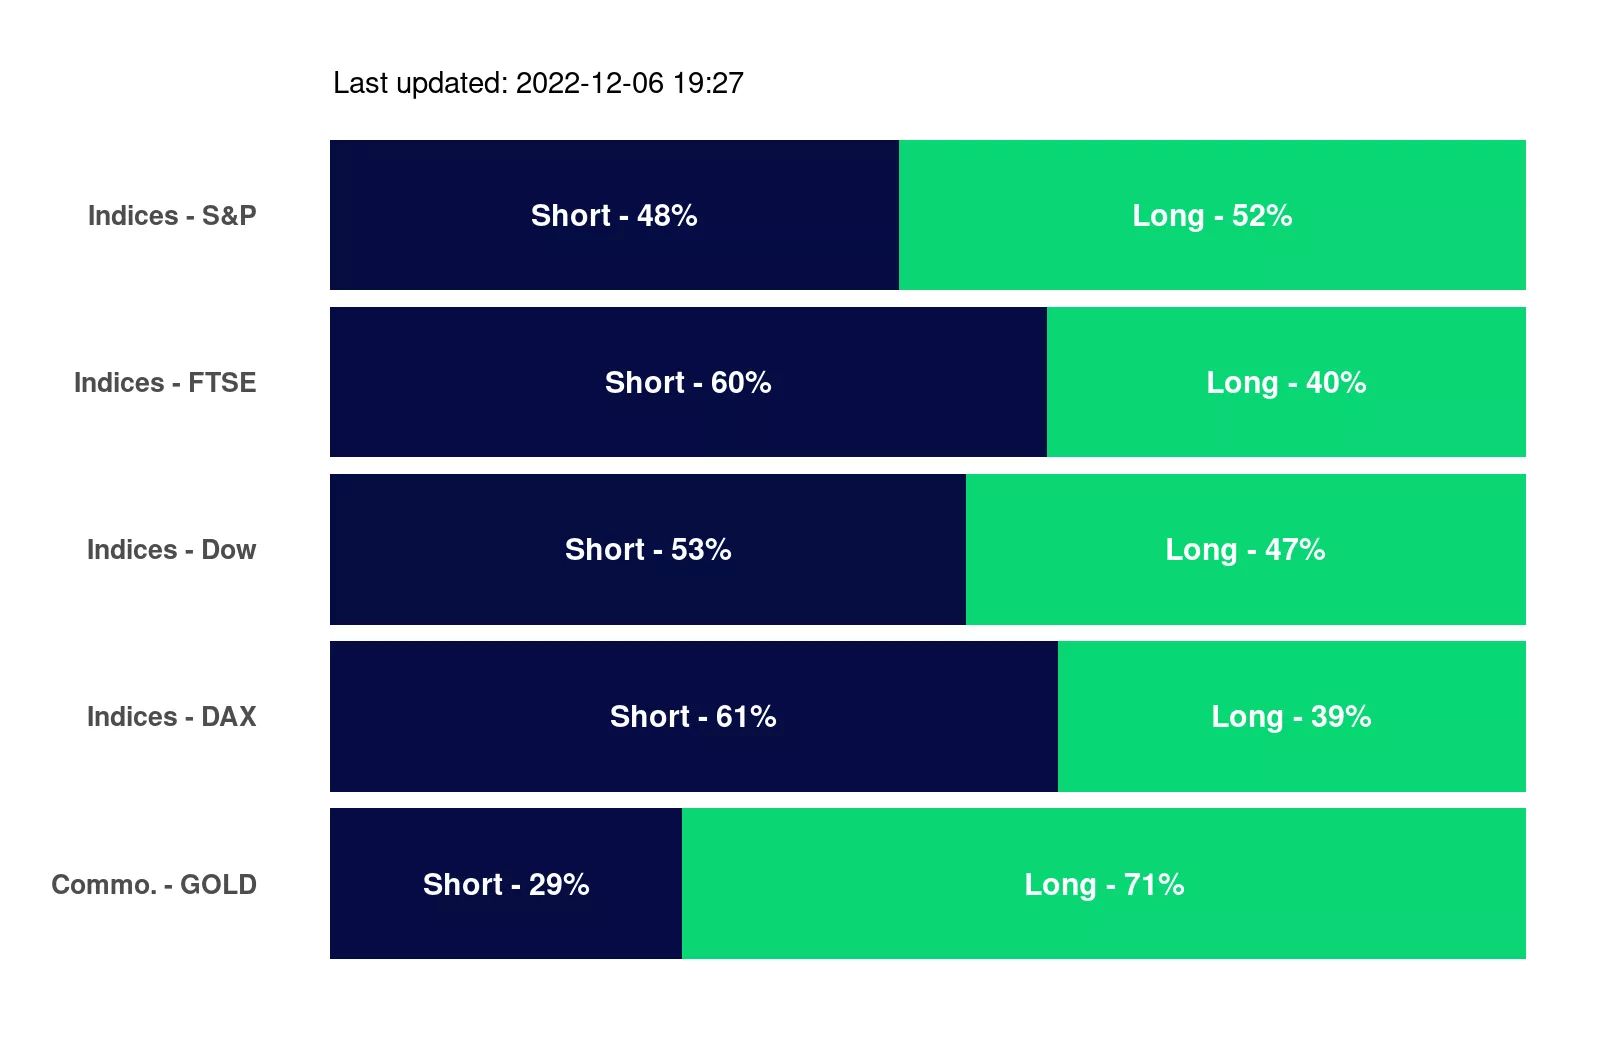 Last updated: 2022-12-06 19:27
Indices - S&P Short - 48% Long - 52%
Indices - FTSE Short - 60% Long - 40%
Indices - Dow Short - 53% Long - 47%
Indices - DAX Short - 61% Long - 39%
Commo. - GOLD Short - 29% Long - 71%